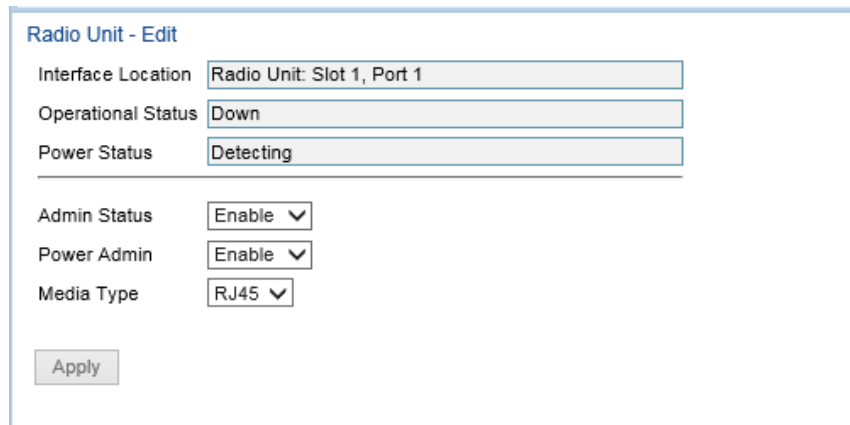 Radio Unit - Edit
Interface Location Radio Unit: Slot 1, Port 1
Operational Status Down
Power Status Detecting
Admin Status Enable
Power Admin Enable
Media Type RJ45
Apply